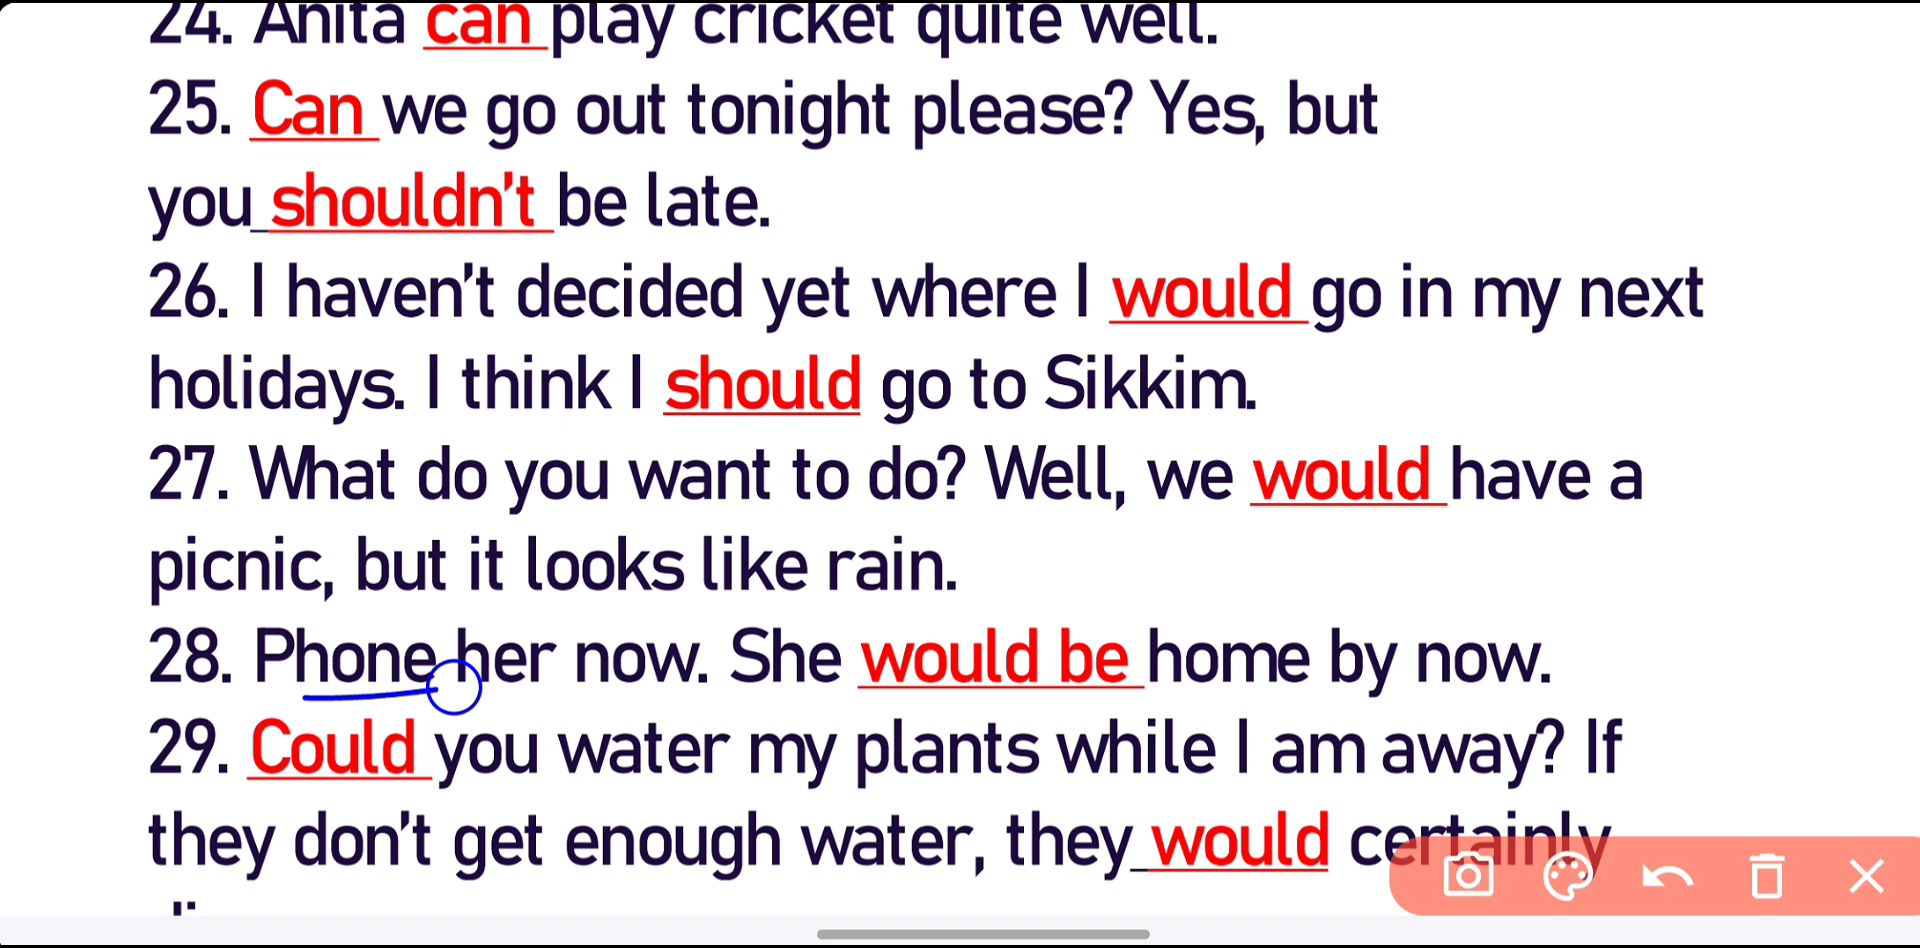 24. Anita can play cricket quite well.
25. Can we go out tonight please? Yes, but
you shouldn't be late.
26. I haven't decided yet where I would go in my next
holidays. I think I should go to Sikkim.
27. What do you want to do? Well, we would have a
picnic, but it looks like rain.
28. Phone her now. She would be home by now.
29. Could you water my plants while I am away? If
they don't get enough water, they would certainly